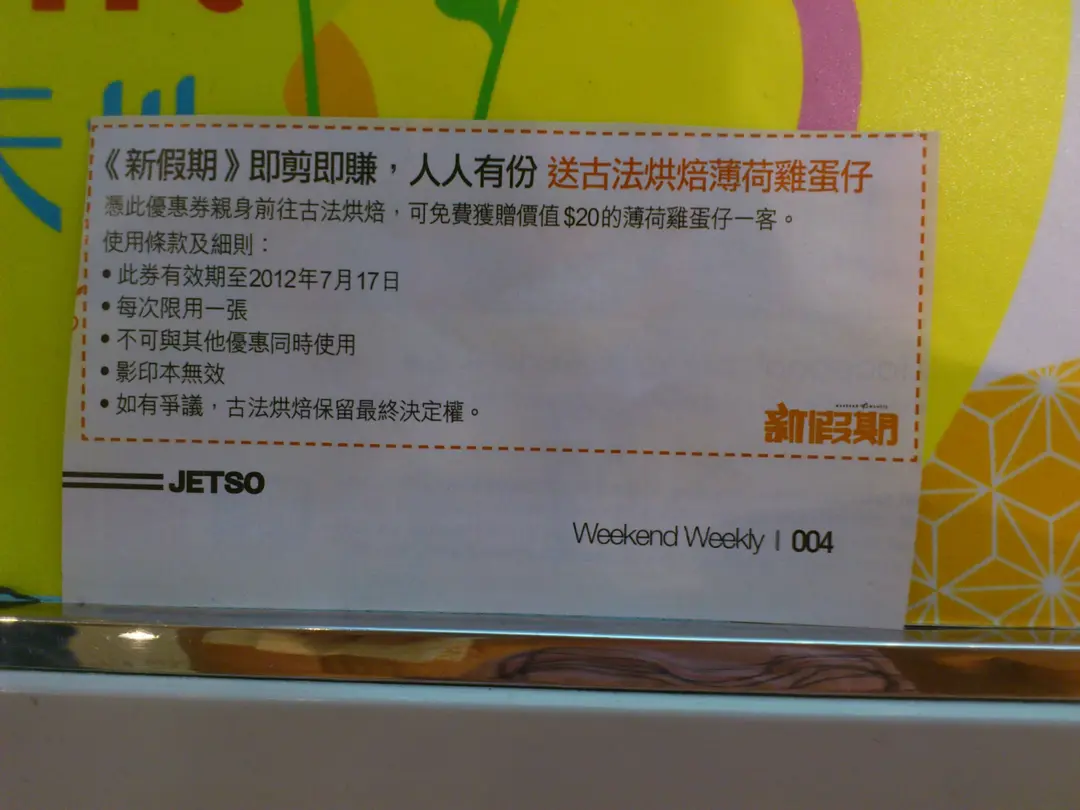 《新假期》即剪即賺，人人有份 送古法烘焙薄荷雞蛋仔
憑此優惠券親身前往古法烘焙，可免費獲贈價值$20的薄荷雞蛋仔一客。
使用條款及細則：
• 此券有效期至2012年7月17日
• 每次限用一張
• 不可與其他優惠同時使用
• 影印本無效
• 如有爭議，古法烘焙保留最終決定權。
新假期
JETSO
Weekend Weekly | 004